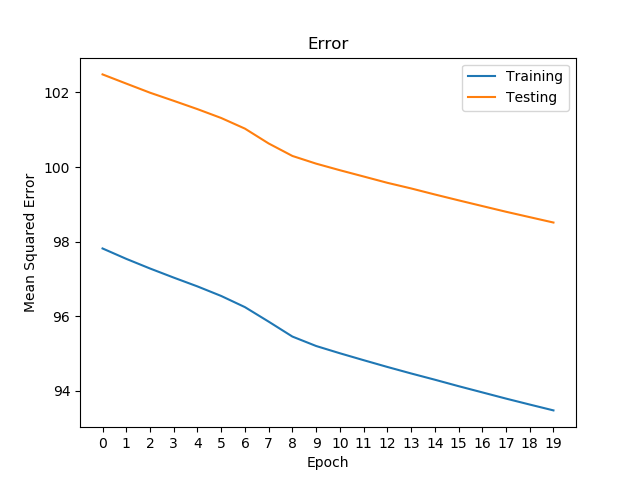 Error
Training
Testing
Mean Squared Error
102
100
98
96
94
0 1 2 3 4 5 6 7 8 9 10 11 12 13 14 15 16 17 18 19
Epoch